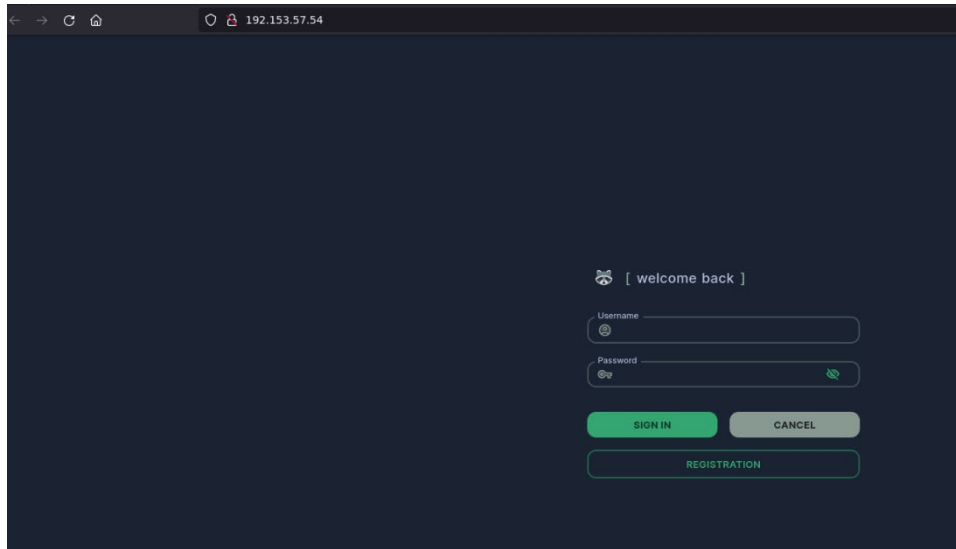 192.153.57.54
[ welcome back ]
Username
Password
SIGN IN CANCEL
REGISTRATION